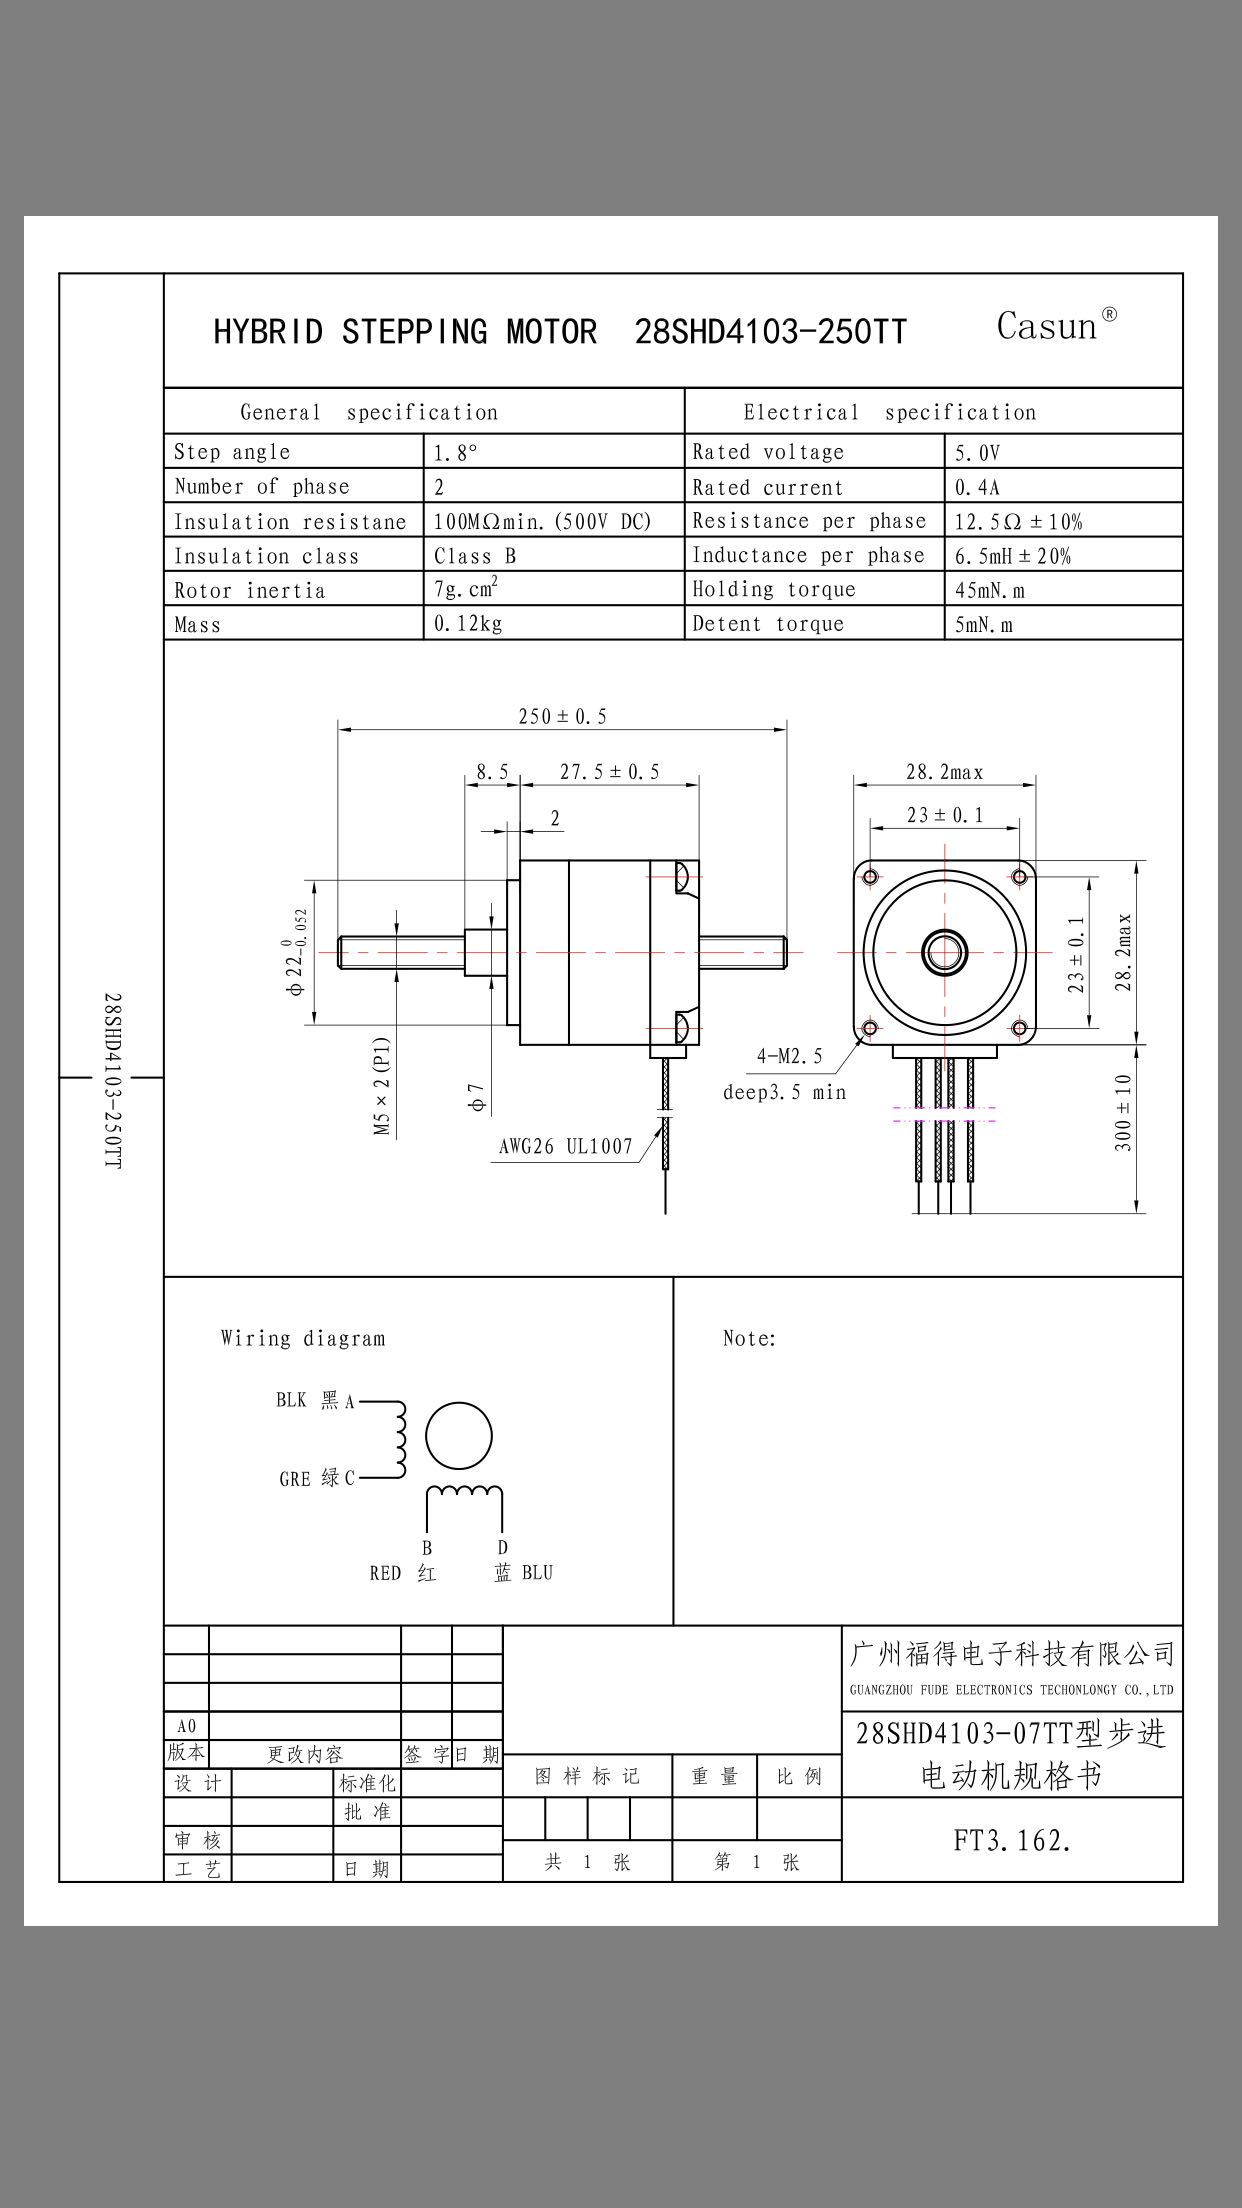 HYBRID STEPPING MOTOR 28SHD4103-250TT
Casun®
General specification
Electrical specification
Step angle 1.8° Rated voltage 5.0V
Number of phase 2 Rated current 0.4A
Insulation resistane 100MΩmin.(500V DC) Resistance per phase 12.5Ω±10%
Insulation class Class B Inductance per phase 6.5mH±20%
Rotor inertia 7g.cm² Holding torque 45mN.m
Mass 0.12kg Detent torque 5mN.m
250±0.5
8.5
27.5±0.5
2
28.2max
23±0.1
ϕ22 0 -0.052
M5×2(P1)
ϕ7
AWG26 UL1007
4-M2.5
deep3.5 min
23±0.1
28.2max
300±10
28SHD4103-250TT
Wiring diagram
Note:
BLK 黑 A
GRE 绿 C
B D
RED 红 蓝 BLU
A0
版本 更改内容 签 字 日 期
设 计 标准化
批 准
审 核
工 艺 日 期
图 样 标 记 重 量 比 例
共 1 张 第 1 张
广州福得电子科技有限公司
GUANGZHOU FUDE ELECTRONICS TECHONLONGY CO.,LTD
28SHD4103-07TT型步进
电动机规格书
FT3.162.